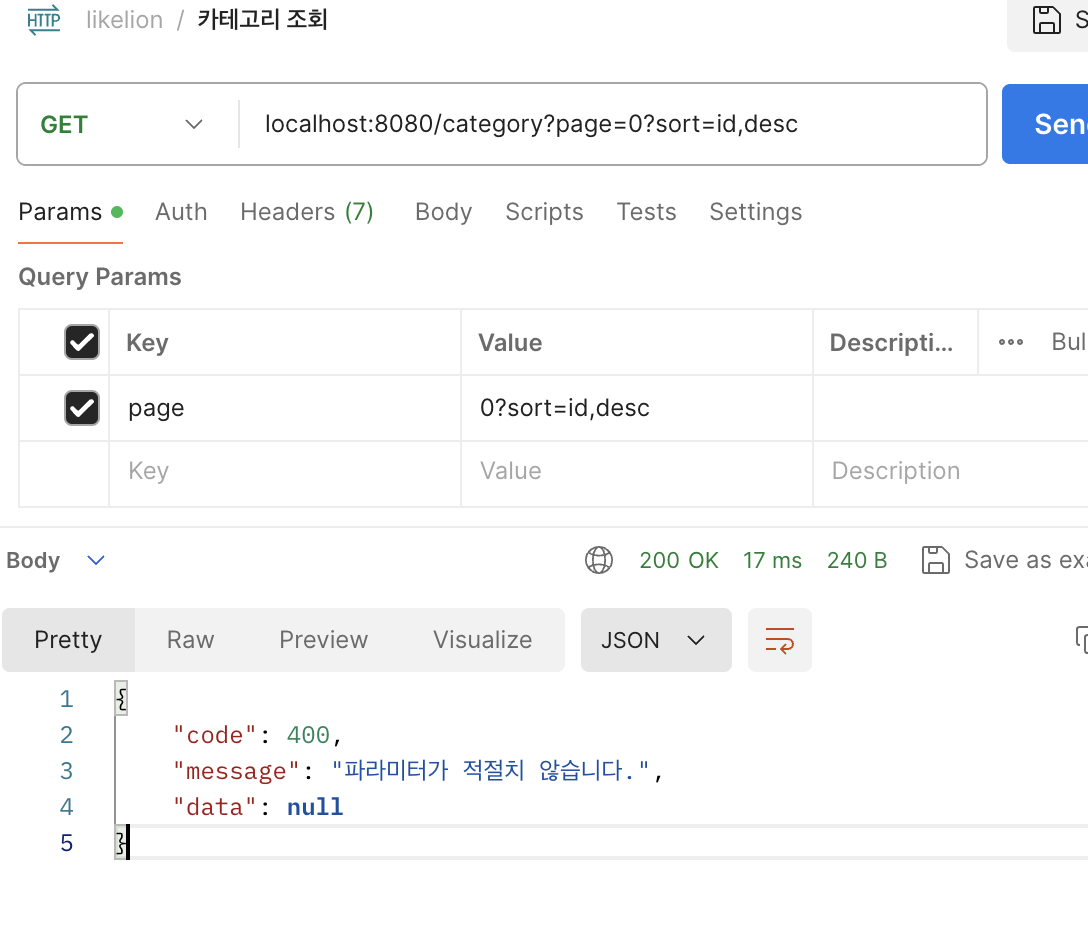 HTTP likelion / 카테고리 조회
GET localhost:8080/category?page=0?sort=id,desc
Params Auth Headers (7) Body Scripts Tests Settings
Query Params
Key Value Descripti... ••• Bul
page 0?sort=id,desc
Key Value Description
Body 200 OK 17 ms 240 B Save as exa
Pretty Raw Preview Visualize JSON
1 {
2 "code": 400,
3 "message": "파라미터가 적절치 않습니다.",
4 "data": null
5 }